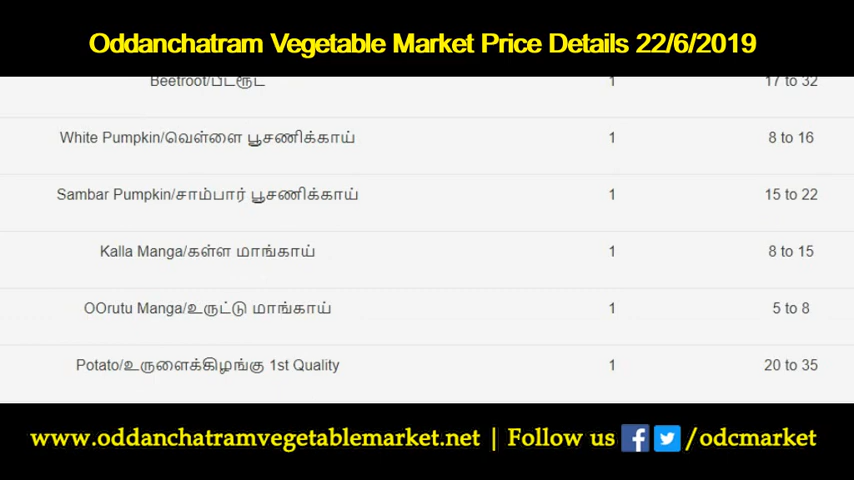 Oddanchatram Vegetable Market Price Details 22/6/2019
Beetroot/பீட்ரூட் 1 17 to 32
White Pumpkin/வெள்ளை பூசணிக்காய் 1 8 to 16
Sambar Pumpkin/சாம்பார் பூசணிக்காய் 1 15 to 22
Kalla Manga/கள்ள மாங்காய் 1 8 to 15
OOrutu Manga/உருட்டு மாங்காய் 1 5 to 8
Potato/உருளைக்கிழங்கு 1st Quality 1 20 to 35
www.oddanchatramvegetablemarket.net | Follow us /odcmarket